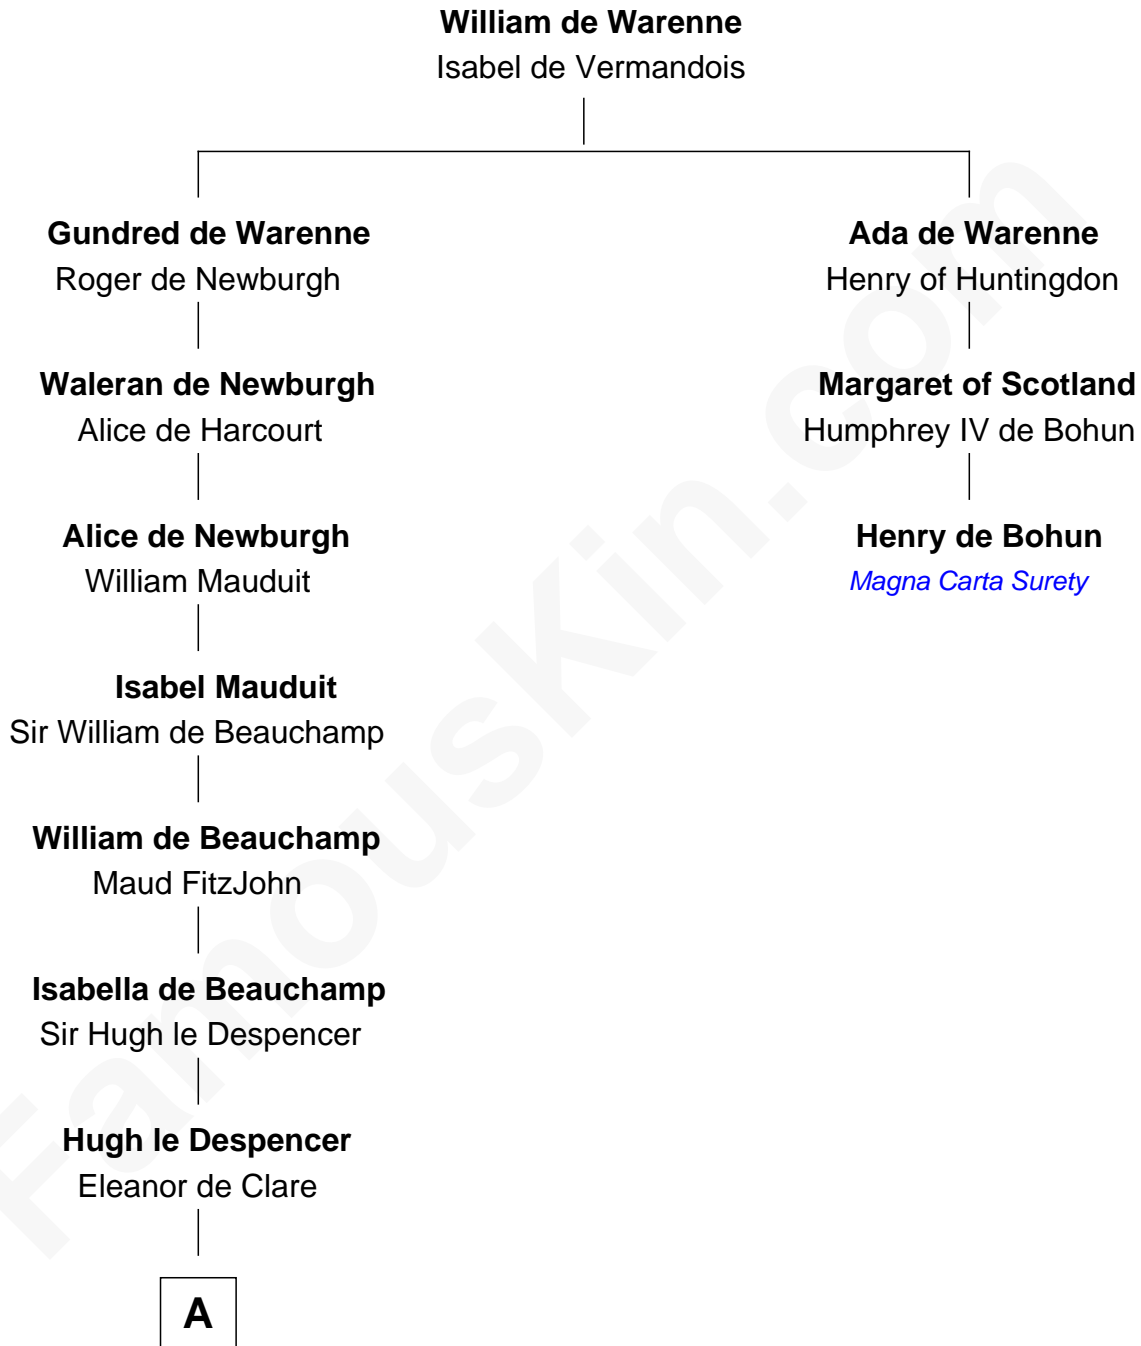 William de Warenne
Isabel de Vermandois
Gundred de Warenne
Roger de Newburgh
Ada de Warenne
Henry of Huntingdon
Waleran de Newburgh
Alice de Harcourt
Margaret of Scotland
Humphrey IV de Bohun
Alice de Newburgh
William Mauduit
Henry de Bohun
Magna Carta Surety
Isabel Mauduit
Sir William de Beauchamp
William de Beauchamp
Maud FitzJohn
Isabella de Beauchamp
Sir Hugh le Despencer
Hugh le Despencer
Eleanor de Clare
A
FamousKin.com